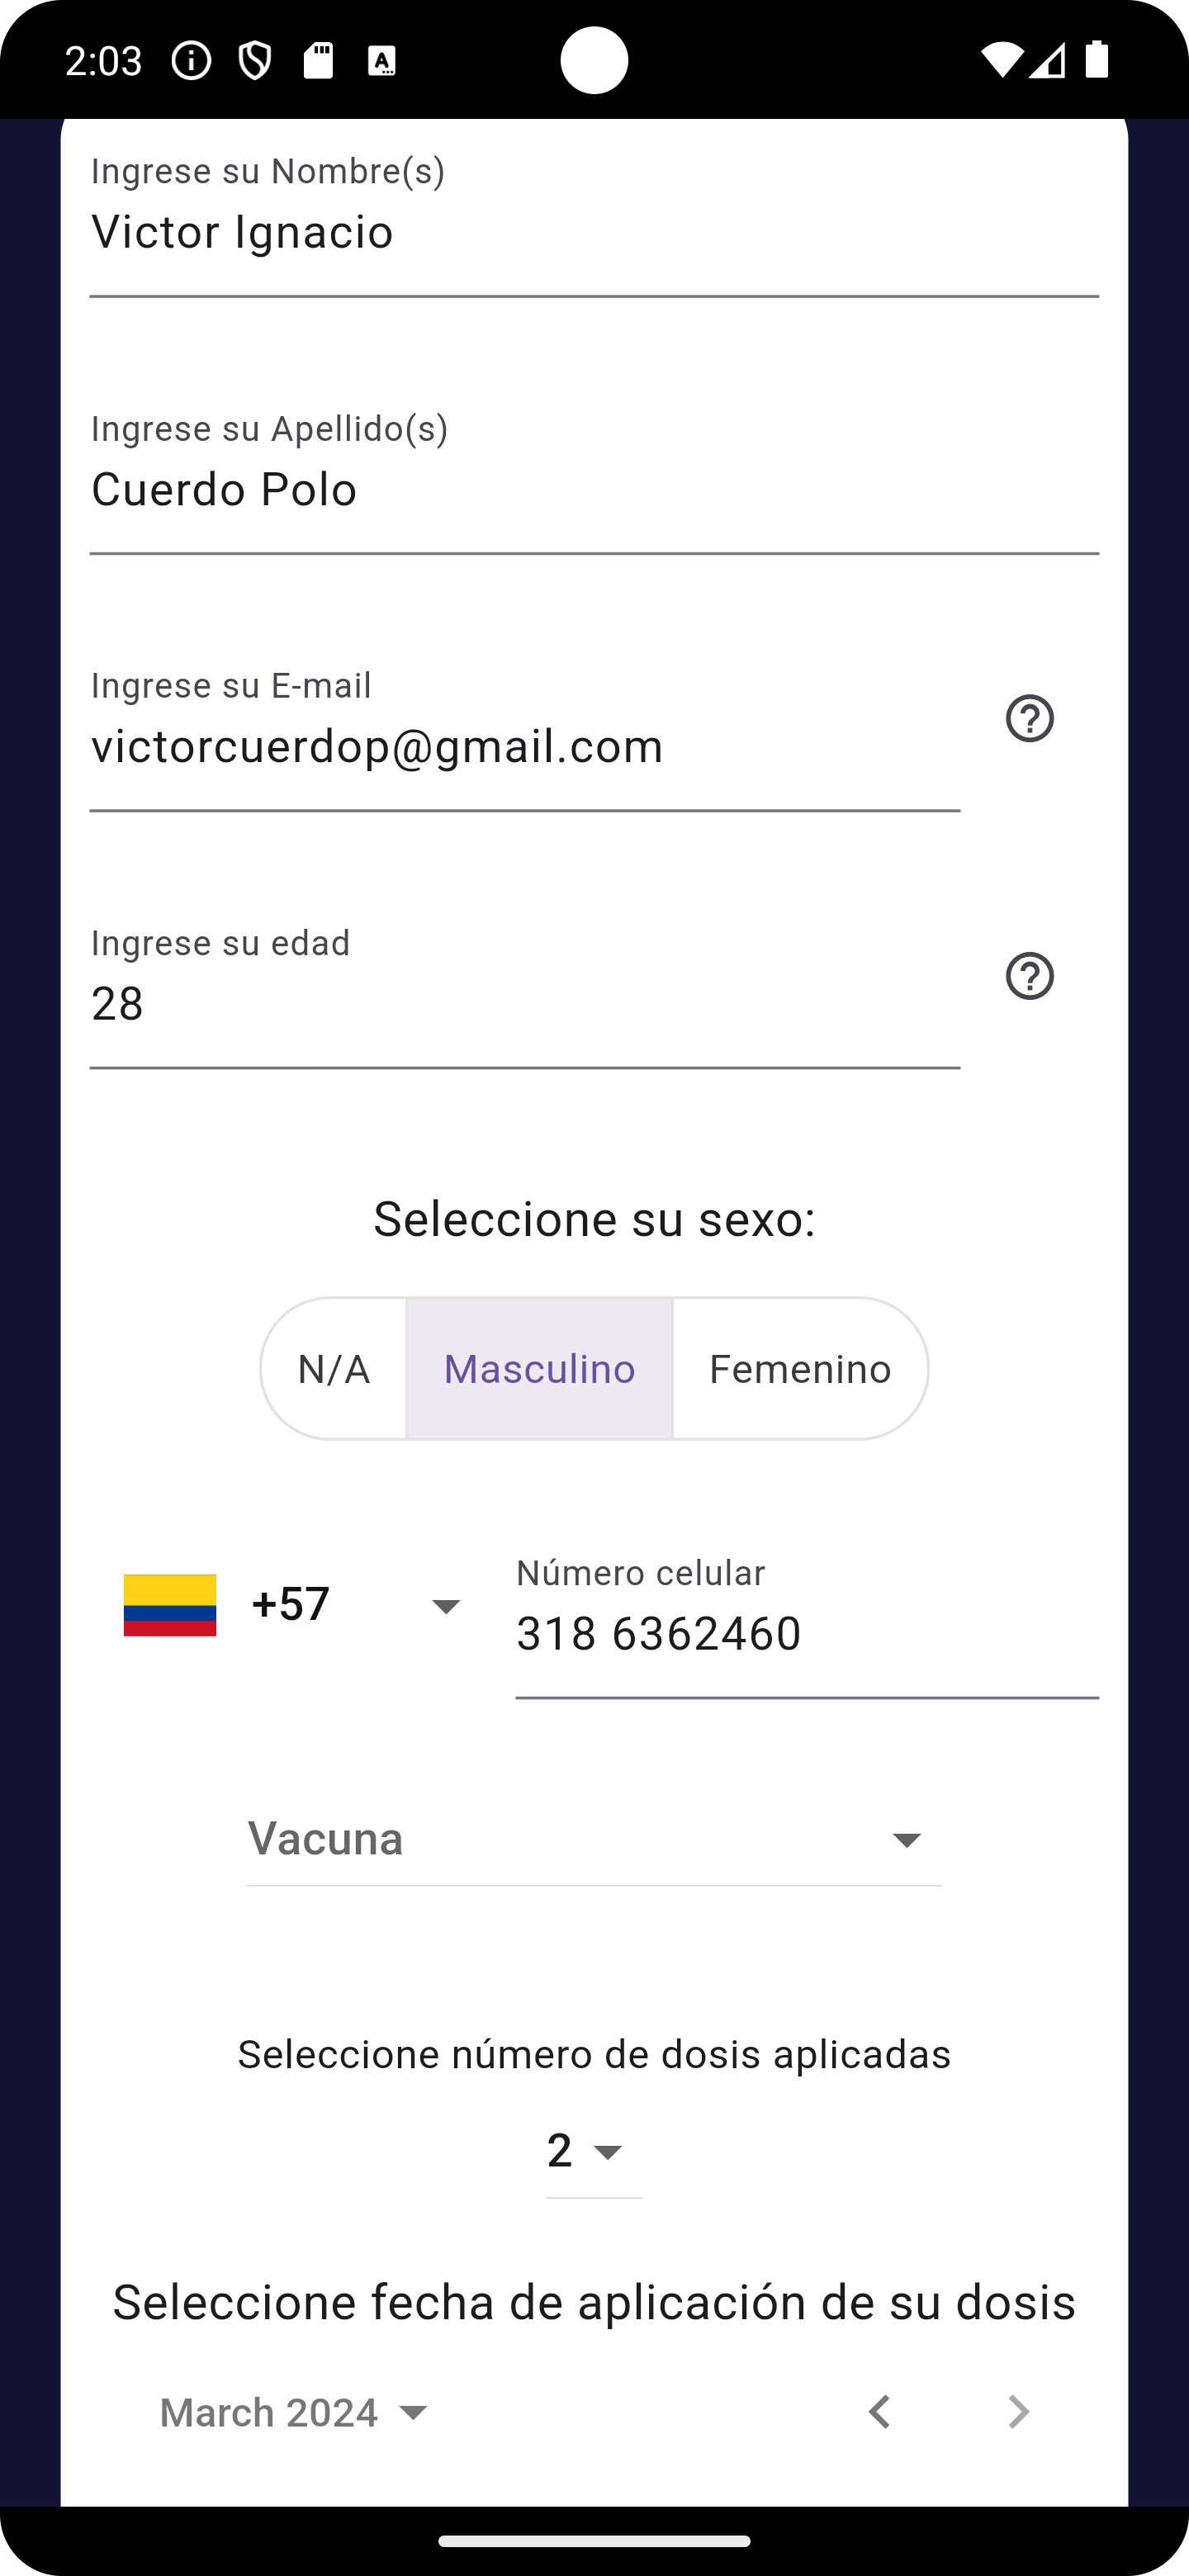 2:03
Ingrese su Nombre(s)
Victor Ignacio
Ingrese su Apellido(s)
Cuerdo Polo
Ingrese su E-mail
victorcuerdop@gmail.com
Ingrese su edad
28
Seleccione su sexo:
N/A Masculino Femenino
Número celular
+57 318 6362460
Vacuna
Seleccione número de dosis aplicadas
2
Seleccione fecha de aplicación de su dosis
March 2024